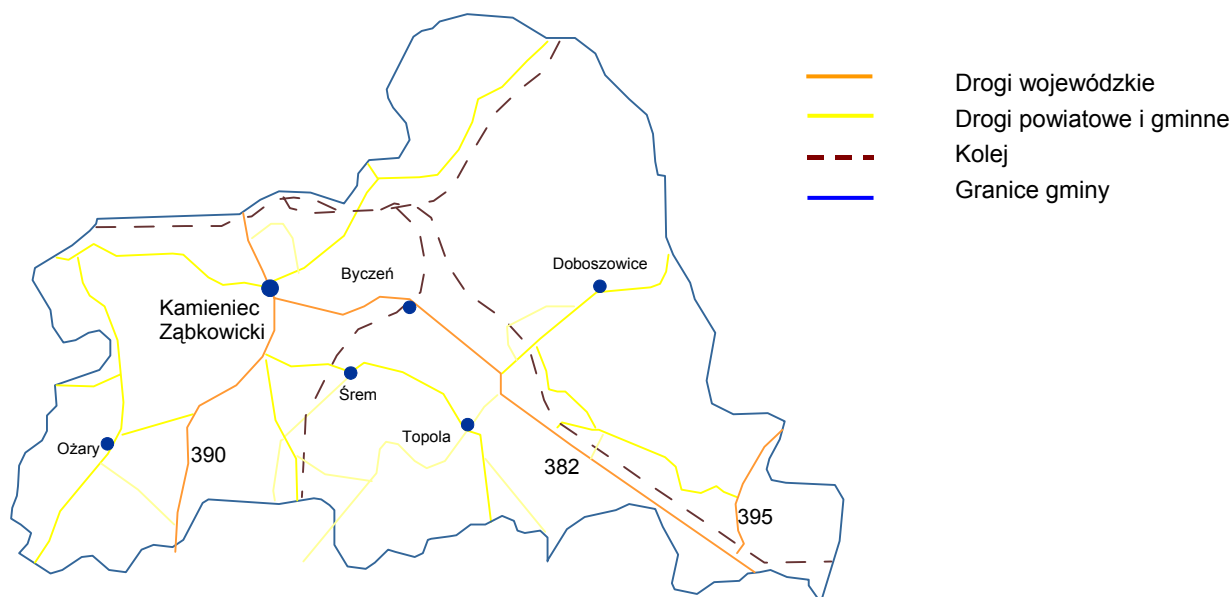 Drogi wojewódzkie
Drogi powiatowe i gminne
Kolej
Granice gminy
Byczeń
Doboszowice
Kamieniec
Ząbkowicki
Śrem
Topola
Ożary
390
382
395